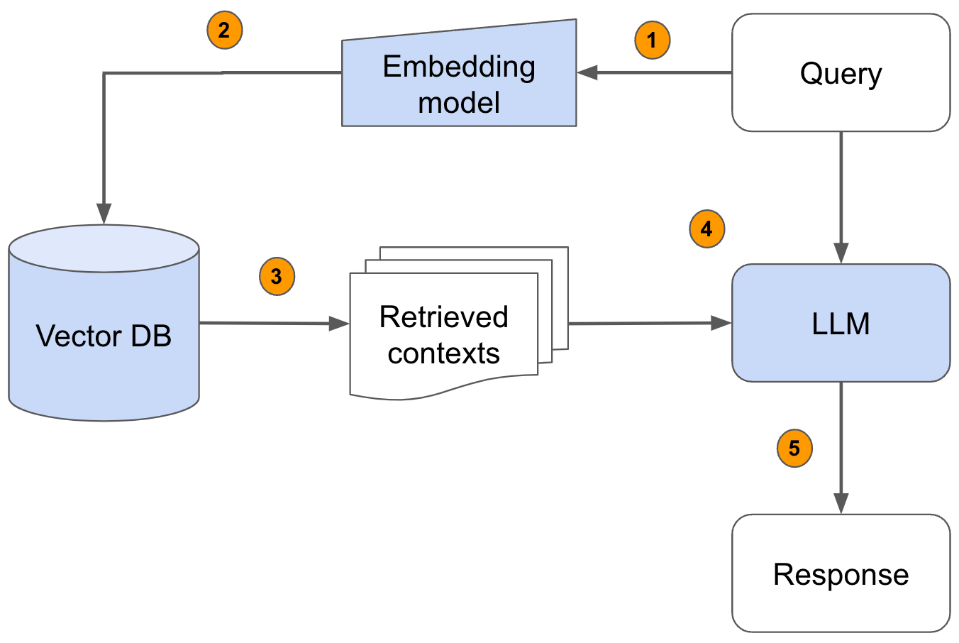 2
1
Embedding
model
Query
4
3
Vector DB
Retrieved
contexts
LLM
5
Response